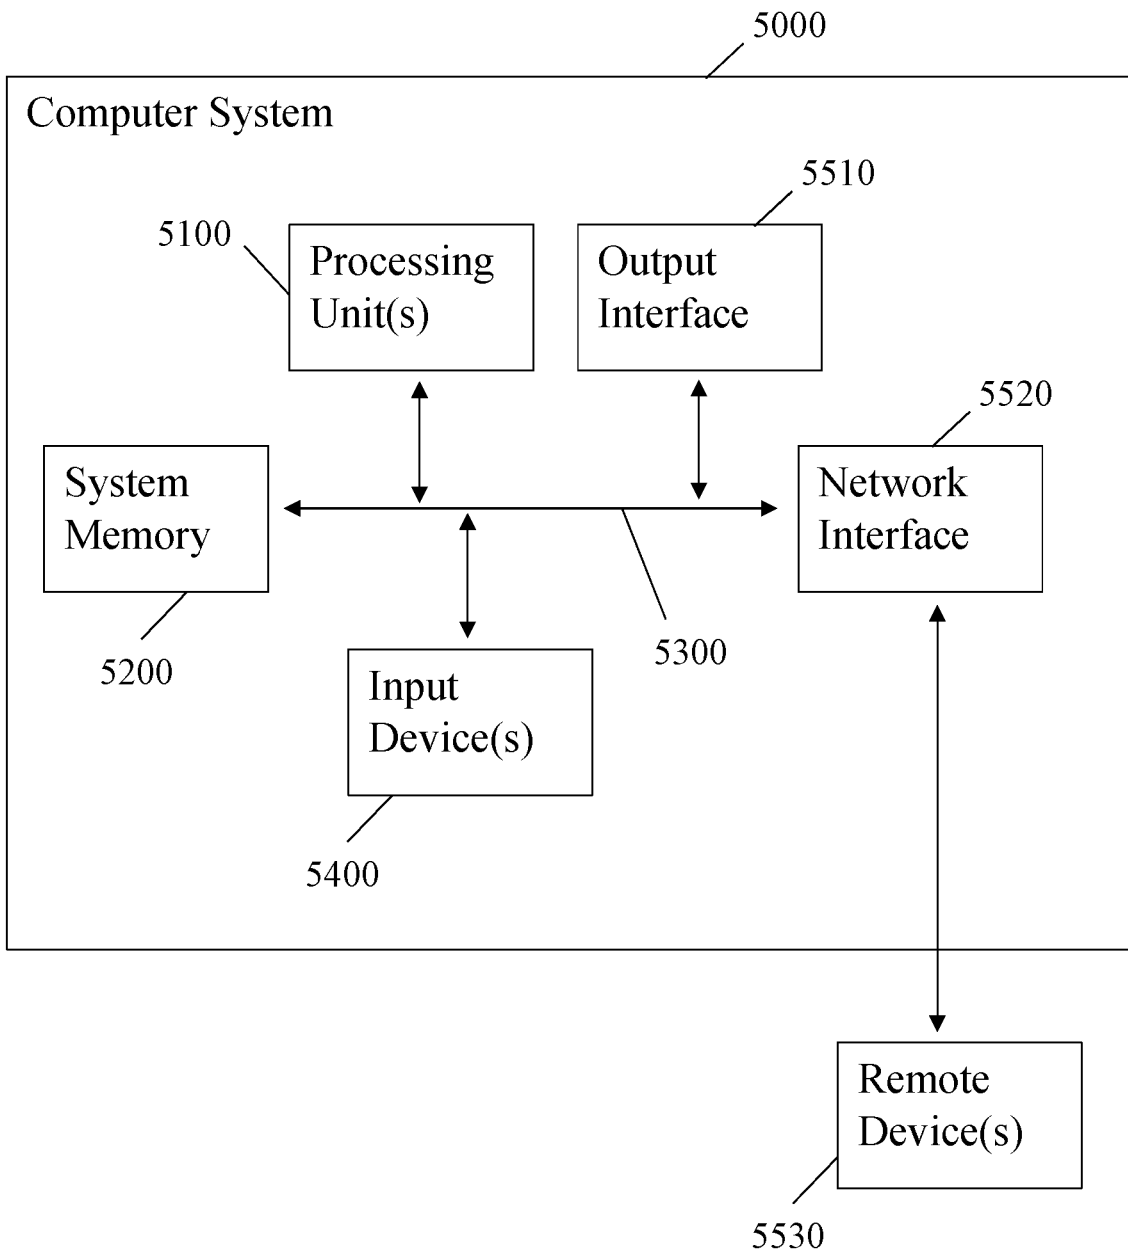 5000
Computer System
5510
5100
Processing
Unit(s)
Output
Interface
5520
System
Memory
Network
Interface
5300
5200
Input
Device(s)
5400
Remote
Device(s)
5530